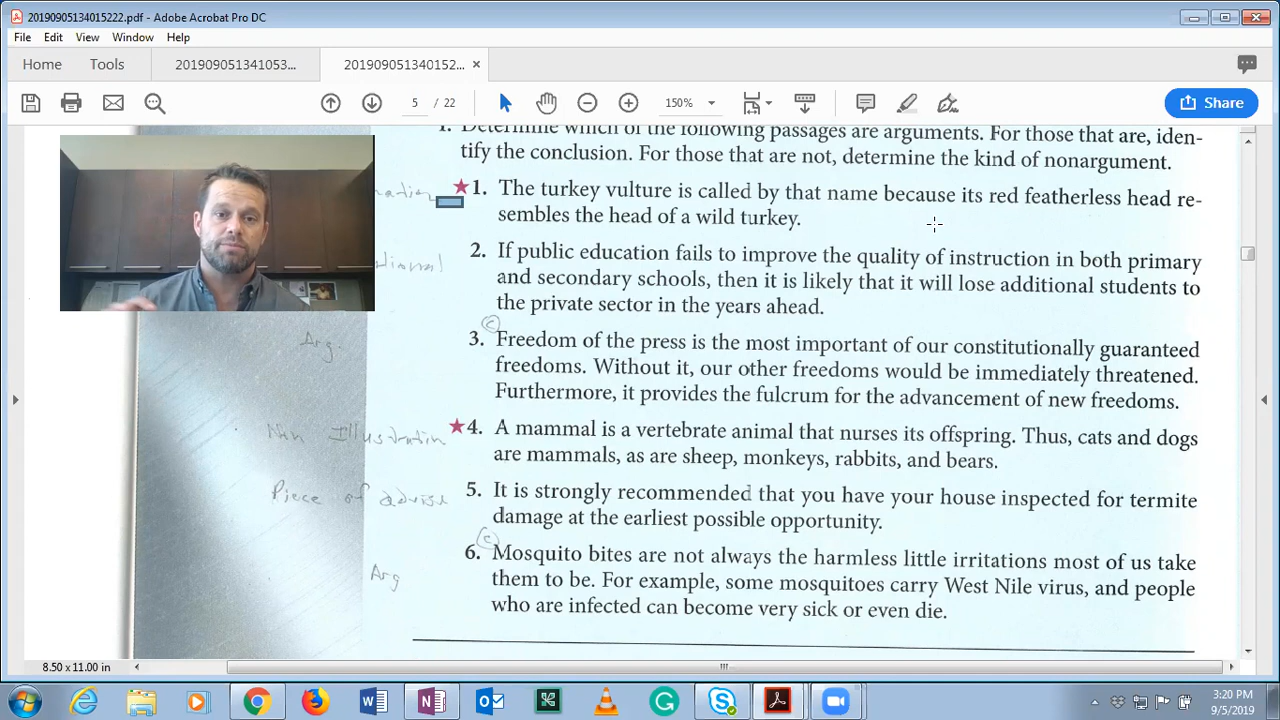 20190905134015222.pdf - Adobe Acrobat Pro DC
File Edit View Window Help
Home Tools 201909051341053... 201909051340152... ×
5 / 22 150% Share
I. Determine which of the following passages are arguments. For those that are, iden-
tify the conclusion. For those that are not, determine the kind of nonargument.
★1. The turkey vulture is called by that name because its red featherless head re-
sembles the head of a wild turkey.
2. If public education fails to improve the quality of instruction in both primary
and secondary schools, then it is likely that it will lose additional students to
the private sector in the years ahead.
C
Arg.
3. Freedom of the press is the most important of our constitutionally guaranteed
freedoms. Without it, our other freedoms would be immediately threatened.
Furthermore, it provides the fulcrum for the advancement of new freedoms.
Illustration
★4. A mammal is a vertebrate animal that nurses its offspring. Thus, cats and dogs
are mammals, as are sheep, monkeys, rabbits, and bears.
Piece of advise
5. It is strongly recommended that you have your house inspected for termite
damage at the earliest possible opportunity.
C
Arg
6. Mosquito bites are not always the harmless little irritations most of us take
them to be. For example, some mosquitoes carry West Nile virus, and people
who are infected can become very sick or even die.
8.50 x 11.00 in
3:20 PM
9/5/2019